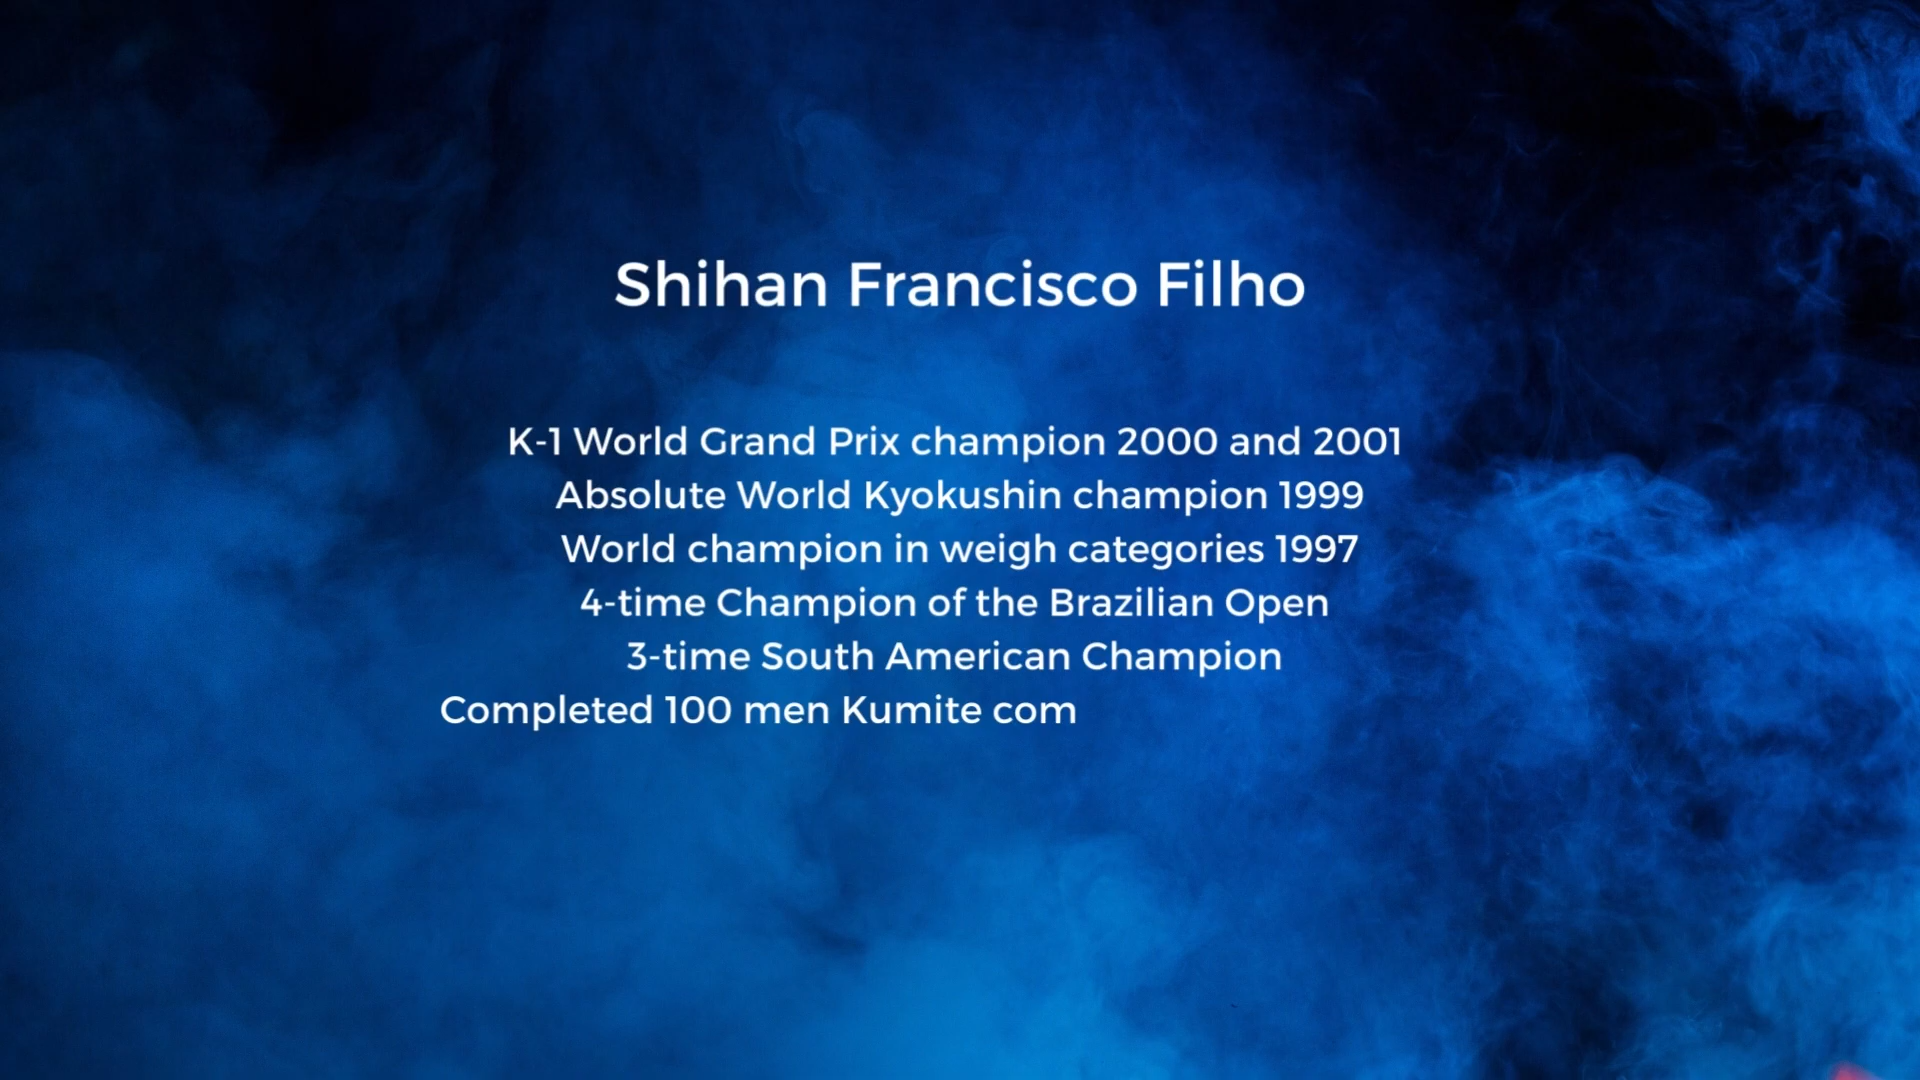 Shihan Francisco Filho
K-1 World Grand Prix champion 2000 and 2001
Absolute World Kyokushin champion 1999
World champion in weigh categories 1997
4-time Champion of the Brazilian Open
3-time South American Champion
Completed 100 men Kumite com